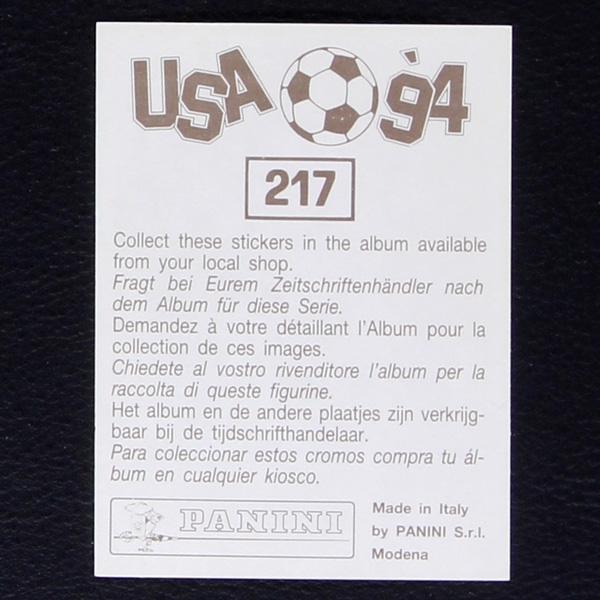 USA '94
217
Collect these stickers in the album available
from your local shop.
Fragt bei Eurem Zeitschriftenhändler nach
dem Album für diese Serie.
Demandez à votre détaillant l'Album pour la
collection de ces images.
Chiedete al vostro rivenditore l'album per la
raccolta di queste figurine.
Het album en de andere plaatjes zijn verkrijg-
baar bij de tijdschrifthandelaar.
Para coleccionar estos cromos compra tu ál-
bum en cualquier kiosco.
PANINI
Made in Italy
by PANINI S.r.l.
Modena